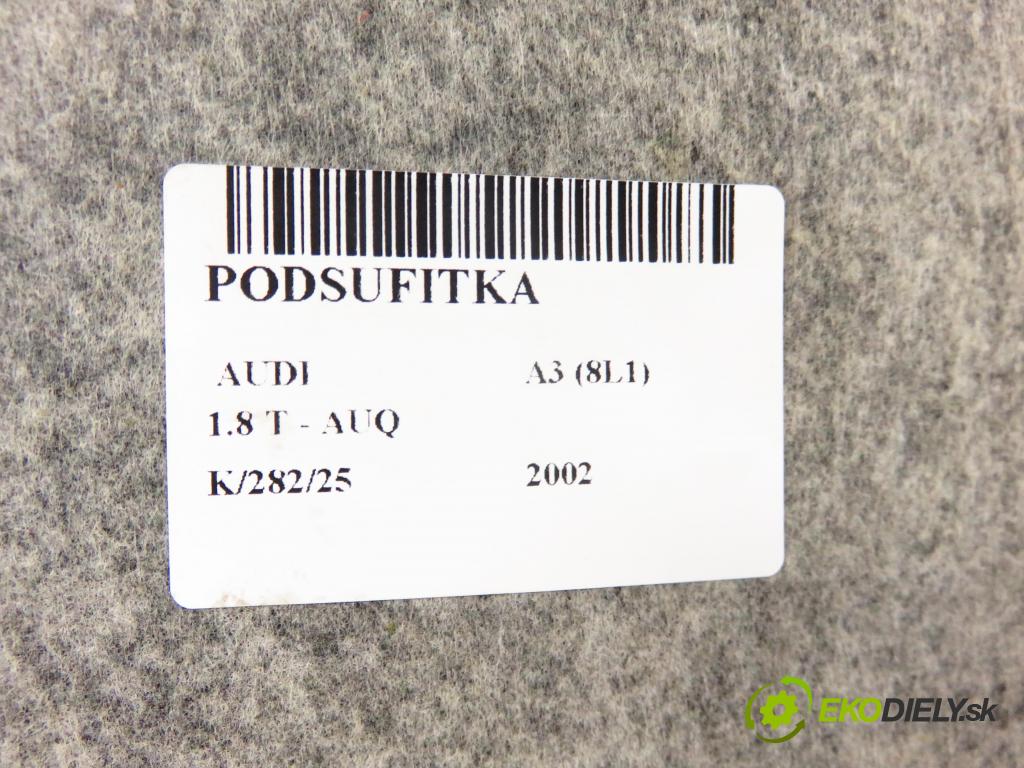 PODSUFITKA
AUDI A3 (8L1)
1.8 T - AUQ
K/282/25 2002
EKODIELY.sk